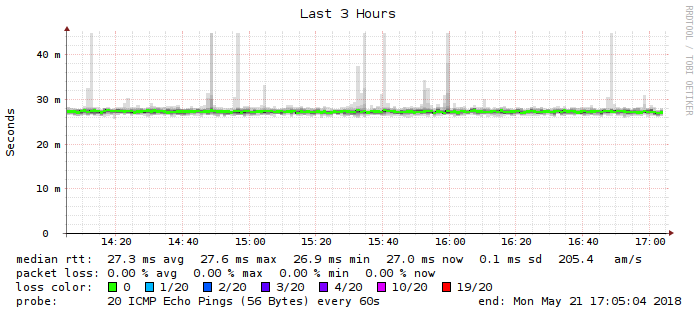 Last 3 Hours
RRDTOOL / TOBI OETIKER
Seconds
40 m
30 m
20 m
10 m
0
14:20 14:40 15:00 15:20 15:40 16:00 16:20 16:40 17:00
median rtt: 27.3 ms avg 27.6 ms max 26.9 ms min 27.0 ms now 0.1 ms sd 205.4 am/s
packet loss: 0.00 % avg 0.00 % max 0.00 % min 0.00 % now
loss color: 0 1/20 2/20 3/20 4/20 10/20 19/20
probe: 20 ICMP Echo Pings (56 Bytes) every 60s end: Mon May 21 17:05:04 2018